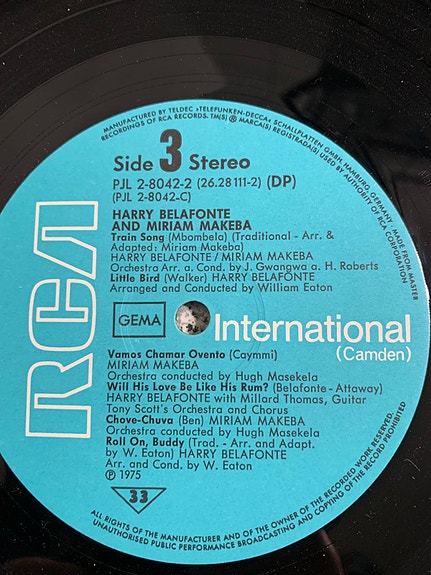 MANUFACTURED BY TELDEC »TELEFUNKEN-DECCA« SCHALLPLATTEN GMBH, HAMBURG, GERMANY / MADE FROM MASTER
RECORDINGS OF RCA RECORDS. TM(S) ® MARCA(S) REGISTRADA(S) USED BY AUTHORITY OF RCA CORPORATION
Side 3 Stereo
PJL 2-8042-2 (26.28111-2) (DP)
(PJL 2-8042-C)
HARRY BELAFONTE
AND MIRIAM MAKEBA
Train Song (Mbombela) (Traditional - Arr. &
Adapted: Miriam Makeba)
HARRY BELAFONTE / MIRIAM MAKEBA
Orchestra Arr. a. Cond. by J. Gwangwa a. H. Roberts
Little Bird (Walker) HARRY BELAFONTE
Arranged and Conducted by William Eaton
RCA
GEMA
International
(Camden)
Vamos Chamar Ovento (Caymmi)
MIRIAM MAKEBA
Orchestra conducted by Hugh Masekela
Will His Love Be Like His Rum? (Belafonte - Attaway)
HARRY BELAFONTE with Millard Thomas, Guitar
Tony Scott's Orchestra and Chorus
Chove-Chuva (Ben) MIRIAM MAKEBA
Orchestra conducted by Hugh Masekela
Roll On, Buddy (Trad. - Arr. and Adapt.
by W. Eaton) HARRY BELAFONTE
Arr. and Cond. by W. Eaton
℗ 1975
33
ALL RIGHTS OF THE MANUFACTURER AND OF THE OWNER OF THE RECORDED WORK RESERVED.
UNAUTHORISED PUBLIC PERFORMANCE BROADCASTING AND COPYING OF THE RECORD PROHIBITED